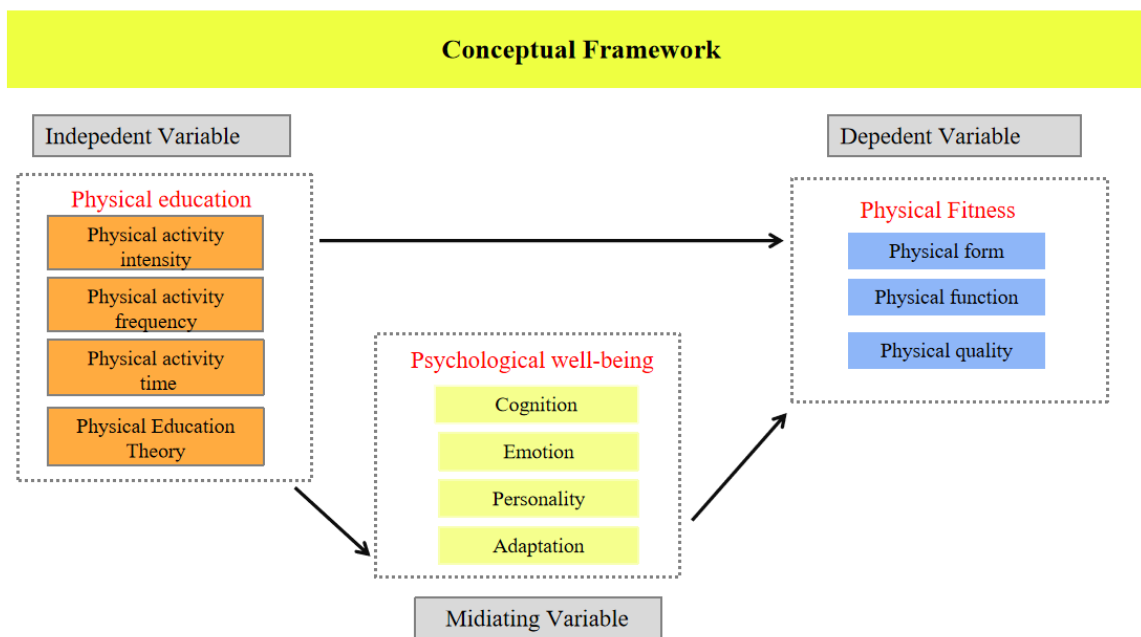 Conceptual Framework
Indepedent Variable
Depedent Variable
Physical education
Physical activity
intensity
Physical activity
frequency
Physical activity
time
Physical Education
Theory
Psychological well-being
Cognition
Emotion
Personality
Adaptation
Midiating Variable
Physical Fitness
Physical form
Physical function
Physical quality